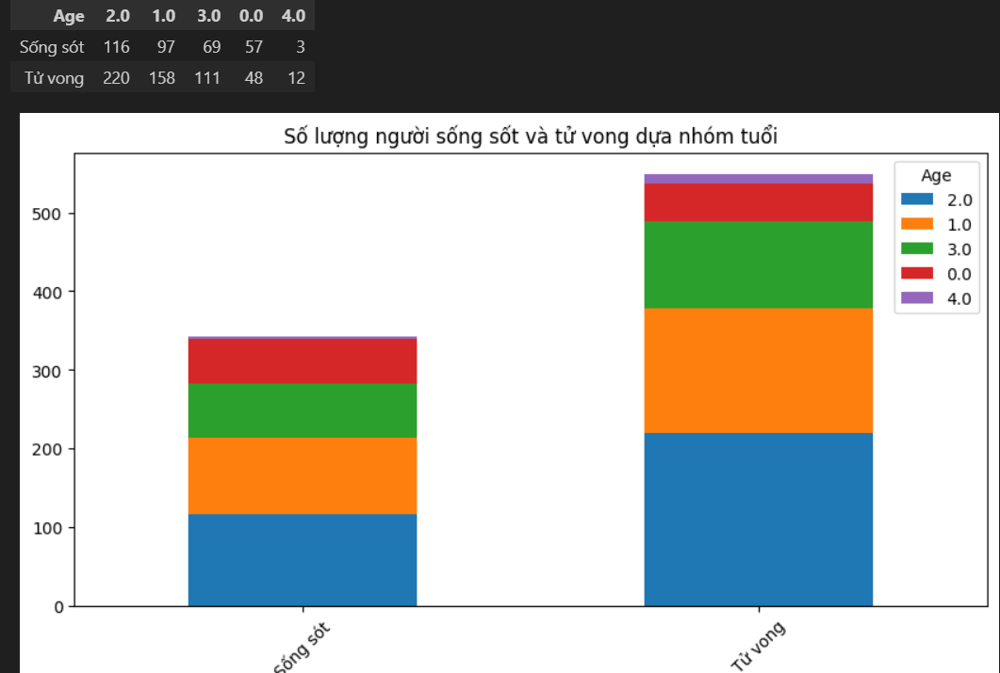 Age 2.0 1.0 3.0 0.0 4.0
Sống sót 116 97 69 57 3
Tử vong 220 158 111 48 12
Số lượng người sống sốt và tử vong dựa nhóm tuổi
Age
2.0
1.0
3.0
0.0
4.0
500
400
300
200
100
0
Sống sót
Tử vong